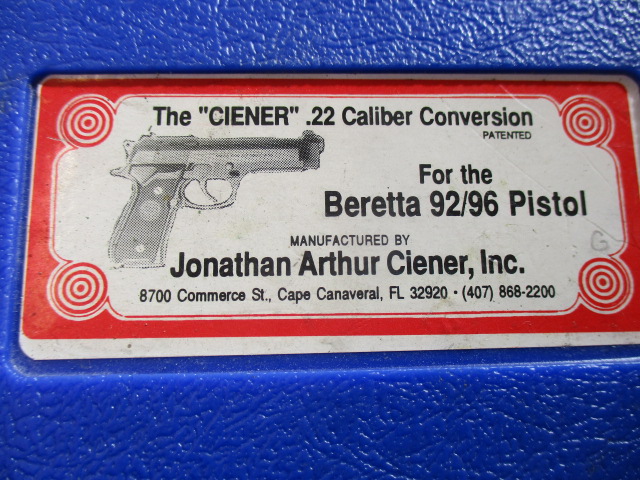 The "CIENER" .22 Caliber Conversion
PATENTED
For the
Beretta 92/96 Pistol
G
MANUFACTURED BY
Jonathan Arthur Ciener, Inc.
8700 Commerce St., Cape Canaveral, FL 32920 · (407) 868-2200